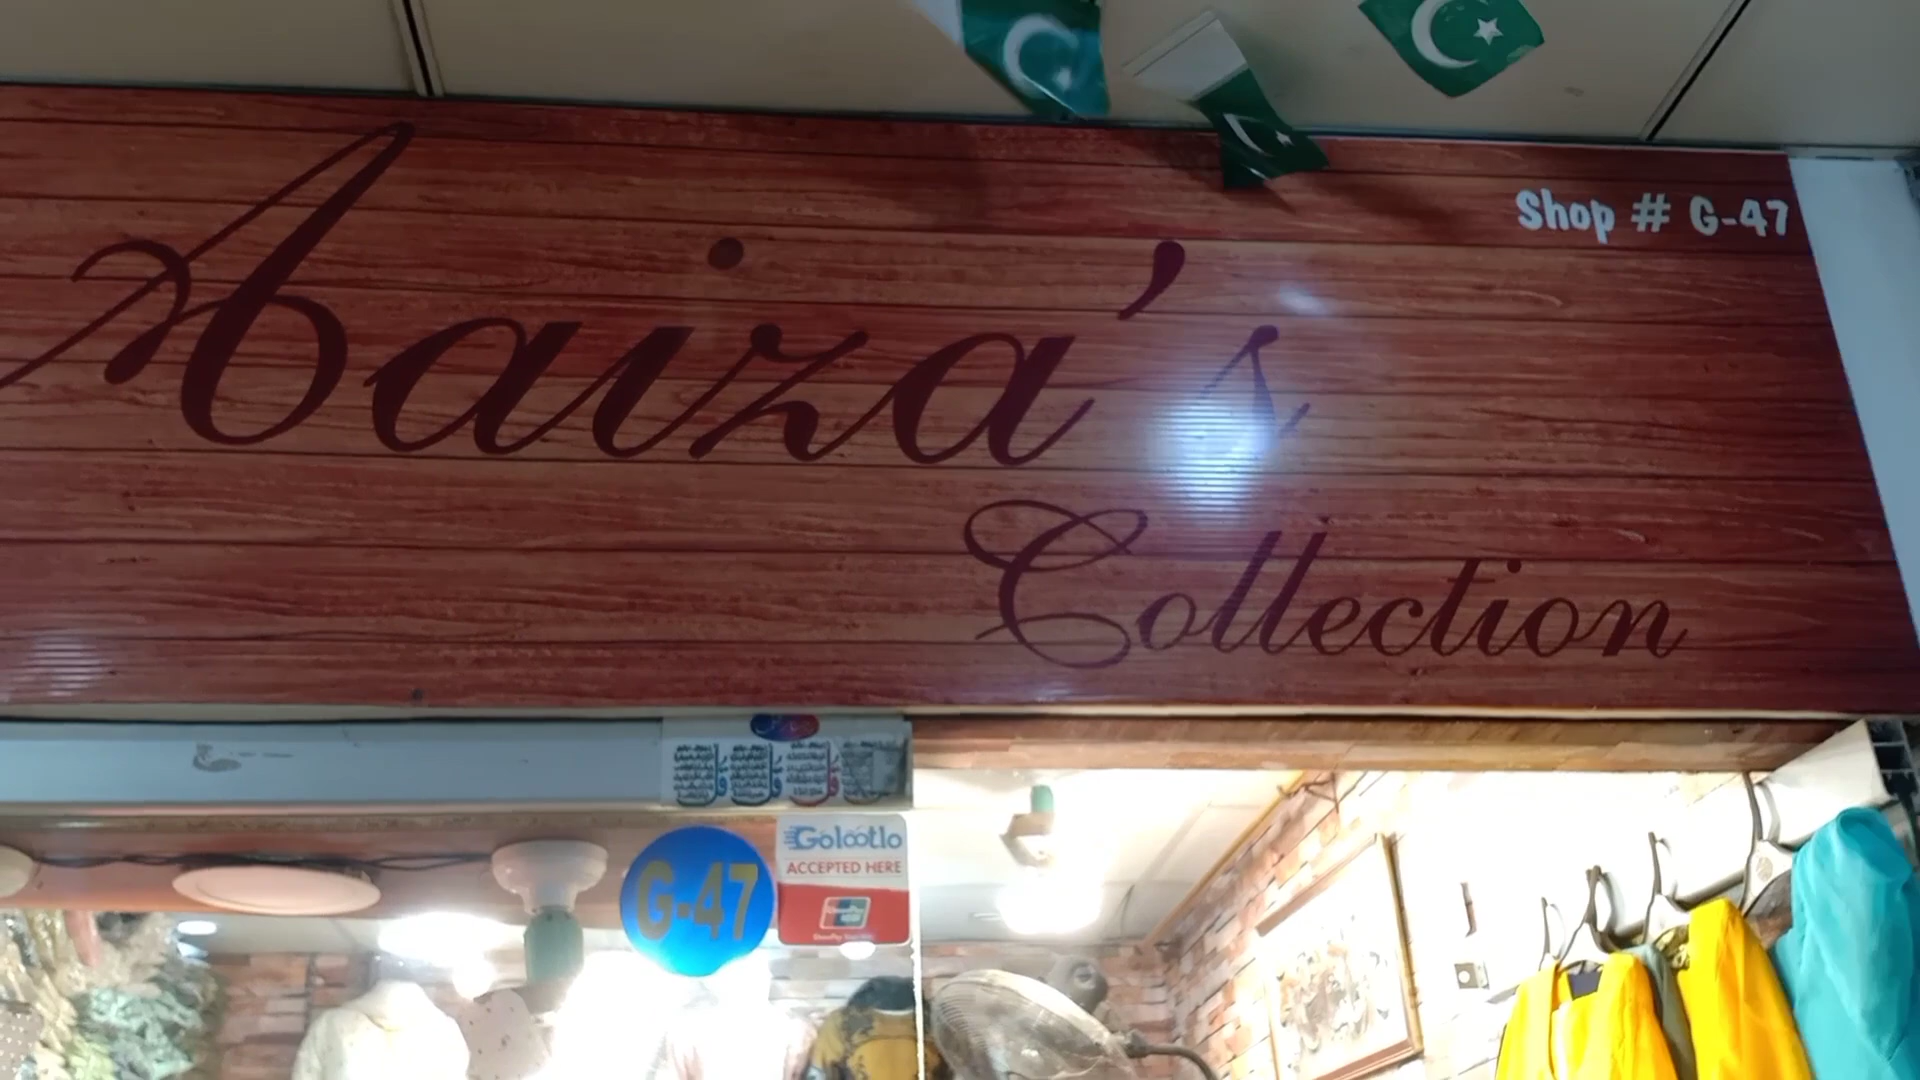 Shop # G-47
Aaiza's
Collection
G-47
Golootlo
ACCEPTED HERE